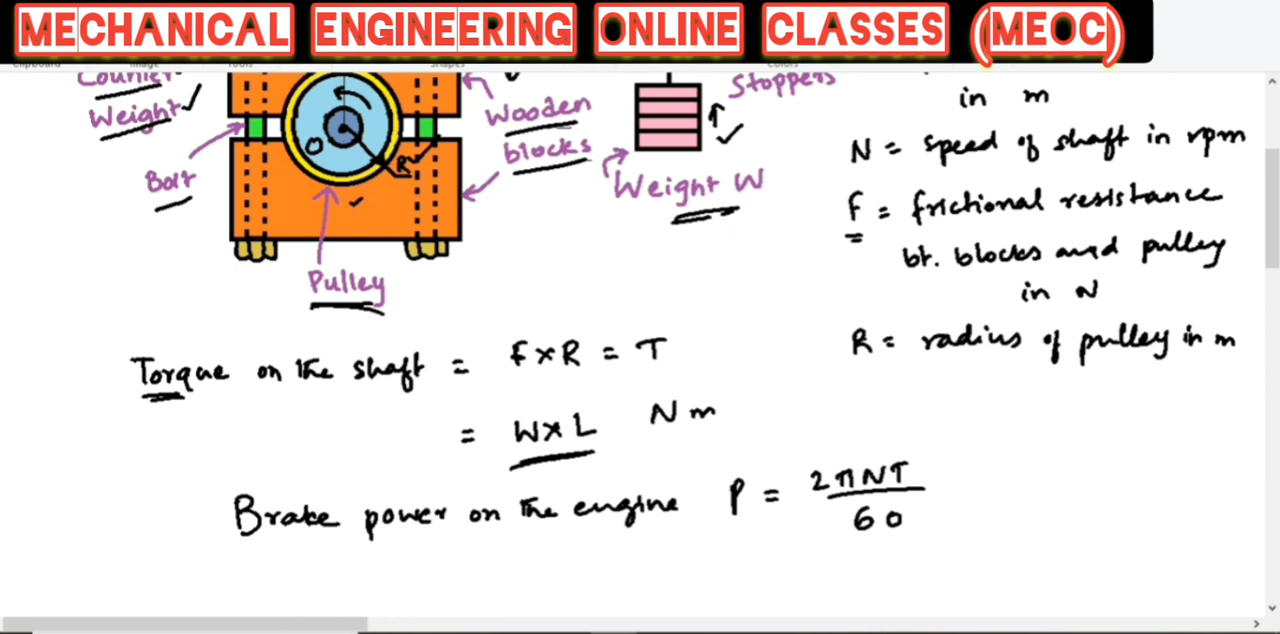 MECHANICAL ENGINEERING ONLINE CLASSES (MEOC)
Counter
Weight
Bolt
O
R
Pulley
Wooden
blocks
Stoppers
Weight W
in m
N = speed of shaft in rpm
F = frictional resistance
bt. blocks and pulley
in N
R = radius of pulley in m
Torque on the shaft = F×R = T
= W×L Nm
Brake power on the engine P = 2πNT / 60